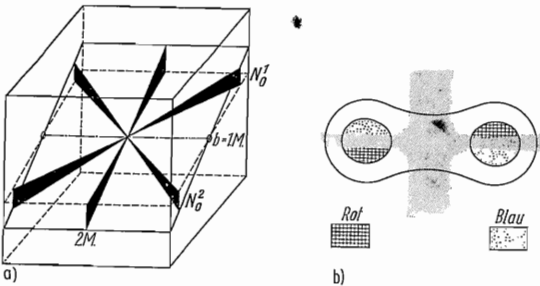 a)
N₀¹
b=1M.
N₀²
2M.
b)
Rot
Blau